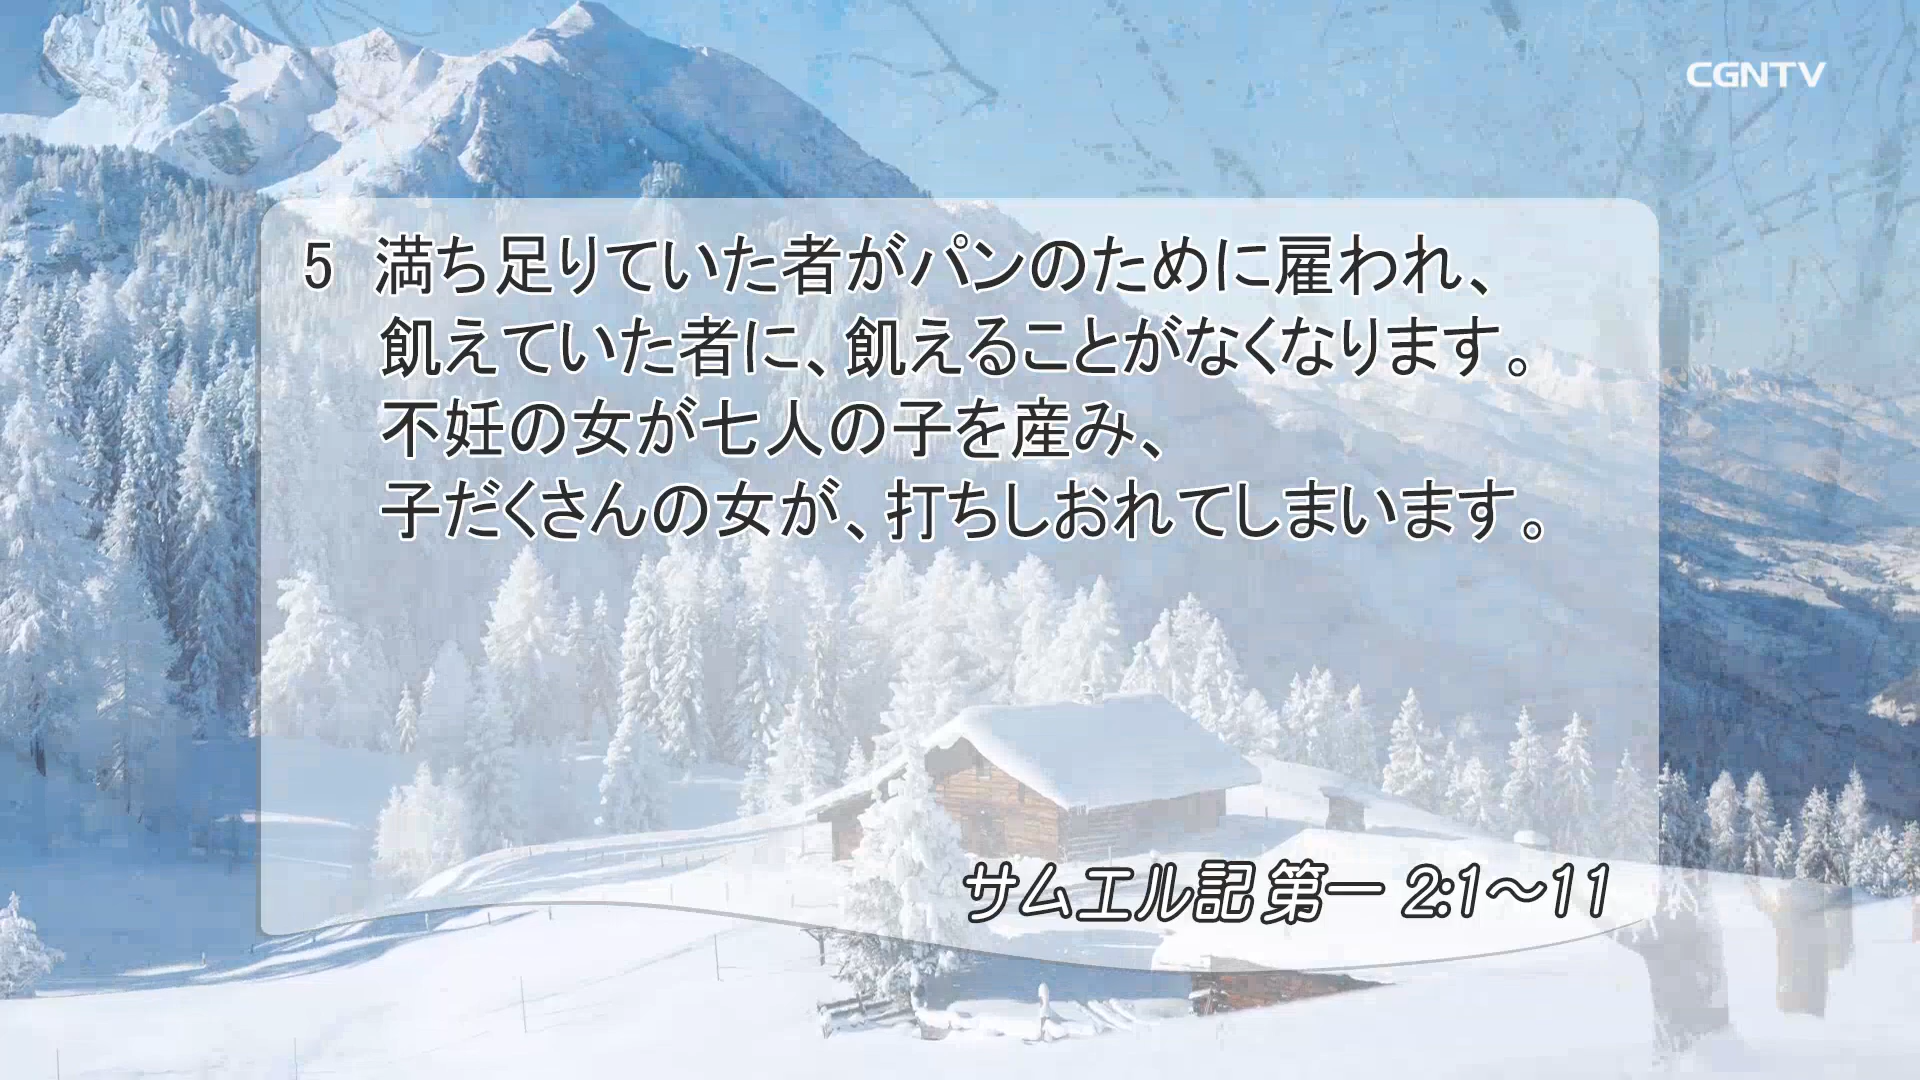 CGNTV
5 満ち足りていた者がパンのために雇われ、
飢えていた者に、飢えることがなくなります。
不妊の女が七人の子を産み、
子だくさんの女が、打ちしおれてしまいます。
サムエル記 第一 2:1～11